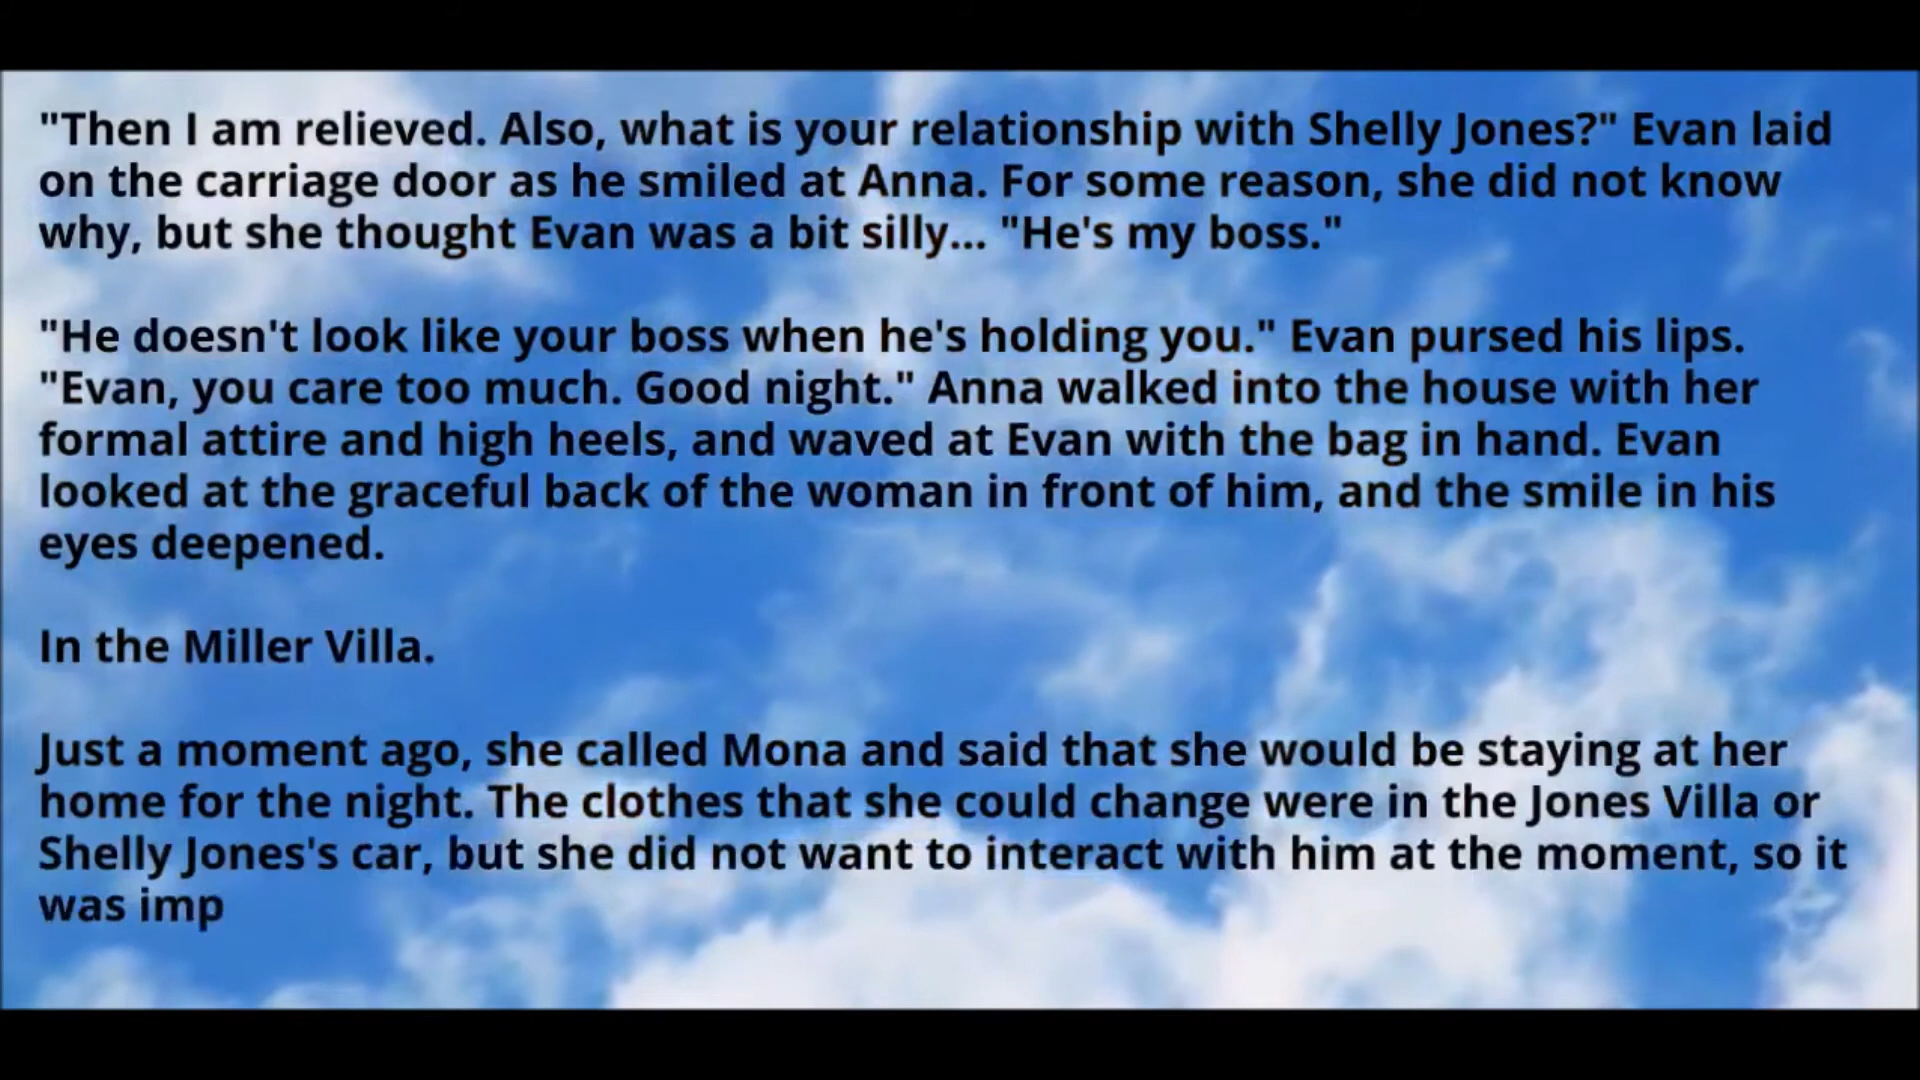 "Then I am relieved. Also, what is your relationship with Shelly Jones?" Evan laid
on the carriage door as he smiled at Anna. For some reason, she did not know
why, but she thought Evan was a bit silly... "He's my boss."
"He doesn't look like your boss when he's holding you." Evan pursed his lips.
"Evan, you care too much. Good night." Anna walked into the house with her
formal attire and high heels, and waved at Evan with the bag in hand. Evan
looked at the graceful back of the woman in front of him, and the smile in his
eyes deepened.
In the Miller Villa.
Just a moment ago, she called Mona and said that she would be staying at her
home for the night. The clothes that she could change were in the Jones Villa or
Shelly Jones's car, but she did not want to interact with him at the moment, so it
was imp